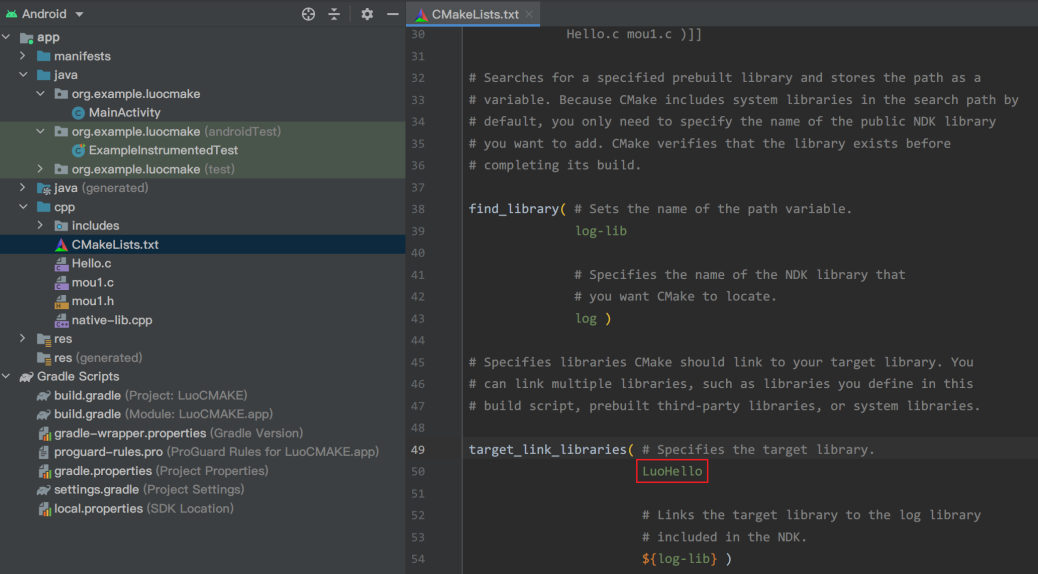 Android
app
manifests
java
org.example.luocmake
MainActivity
org.example.luocmake (androidTest)
ExampleInstrumentedTest
org.example.luocmake (test)
java (generated)
cpp
includes
CMakeLists.txt
Hello.c
mou1.c
mou1.h
native-lib.cpp
res
res (generated)
Gradle Scripts
build.gradle (Project: LuoCMAKE)
build.gradle (Module: LuoCMAKE.app)
gradle-wrapper.properties (Gradle Version)
proguard-rules.pro (ProGuard Rules for LuoCMAKE.app)
gradle.properties (Project Properties)
settings.gradle (Project Settings)
local.properties (SDK Location)
CMakeLists.txt
30 Hello.c mou1.c )]]
31
32 # Searches for a specified prebuilt library and stores the path as a
33 # variable. Because CMake includes system libraries in the search path by
34 # default, you only need to specify the name of the public NDK library
35 # you want to add. CMake verifies that the library exists before
36 # completing its build.
37
38 find_library( # Sets the name of the path variable.
39 log-lib
40
41 # Specifies the name of the NDK library that
42 # you want CMake to locate.
43 log )
44
45 # Specifies libraries CMake should link to your target library. You
46 # can link multiple libraries, such as libraries you define in this
47 # build script, prebuilt third-party libraries, or system libraries.
48
49 target_link_libraries( # Specifies the target library.
50 LuoHello
51
52 # Links the target library to the log library
53 # included in the NDK.
54 ${log-lib} )